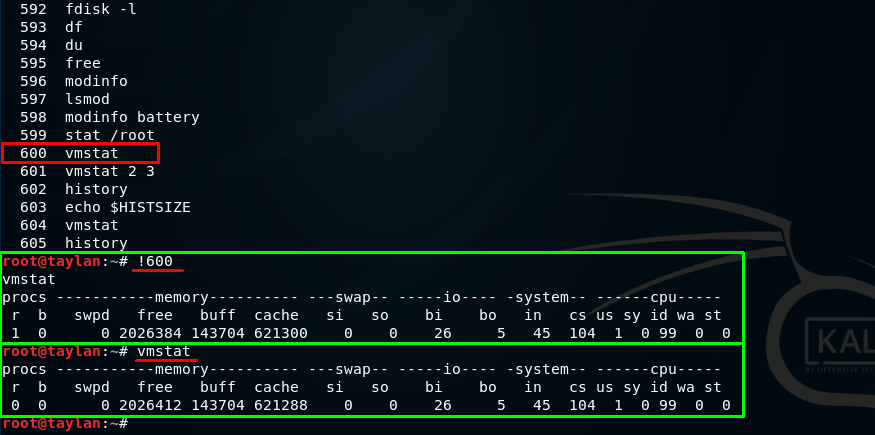 592  fdisk -l
593  df
594  du
595  free
596  modinfo
597  lsmod
598  modinfo battery
599  stat /root
600  vmstat
601  vmstat 2 3
602  history
603  echo $HISTSIZE
604  vmstat
605  history
root@taylan:~# !600
vmstat
procs -----------memory---------- ---swap-- -----io---- -system-- ------cpu-----
 r  b   swpd   free   buff  cache   si   so    bi    bo   in   cs us sy id wa st
 1  0      0 2026384 143704 621300    0    0    26     5   45  104  1  0 99  0  0
root@taylan:~# vmstat
procs -----------memory---------- ---swap-- -----io---- -system-- ------cpu-----
 r  b   swpd   free   buff  cache   si   so    bi    bo   in   cs us sy id wa st
 0  0      0 2026412 143704 621288    0    0    26     5   45  104  1  0 99  0  0
root@taylan:~#
KAL
BY OFFENSIVE SEC